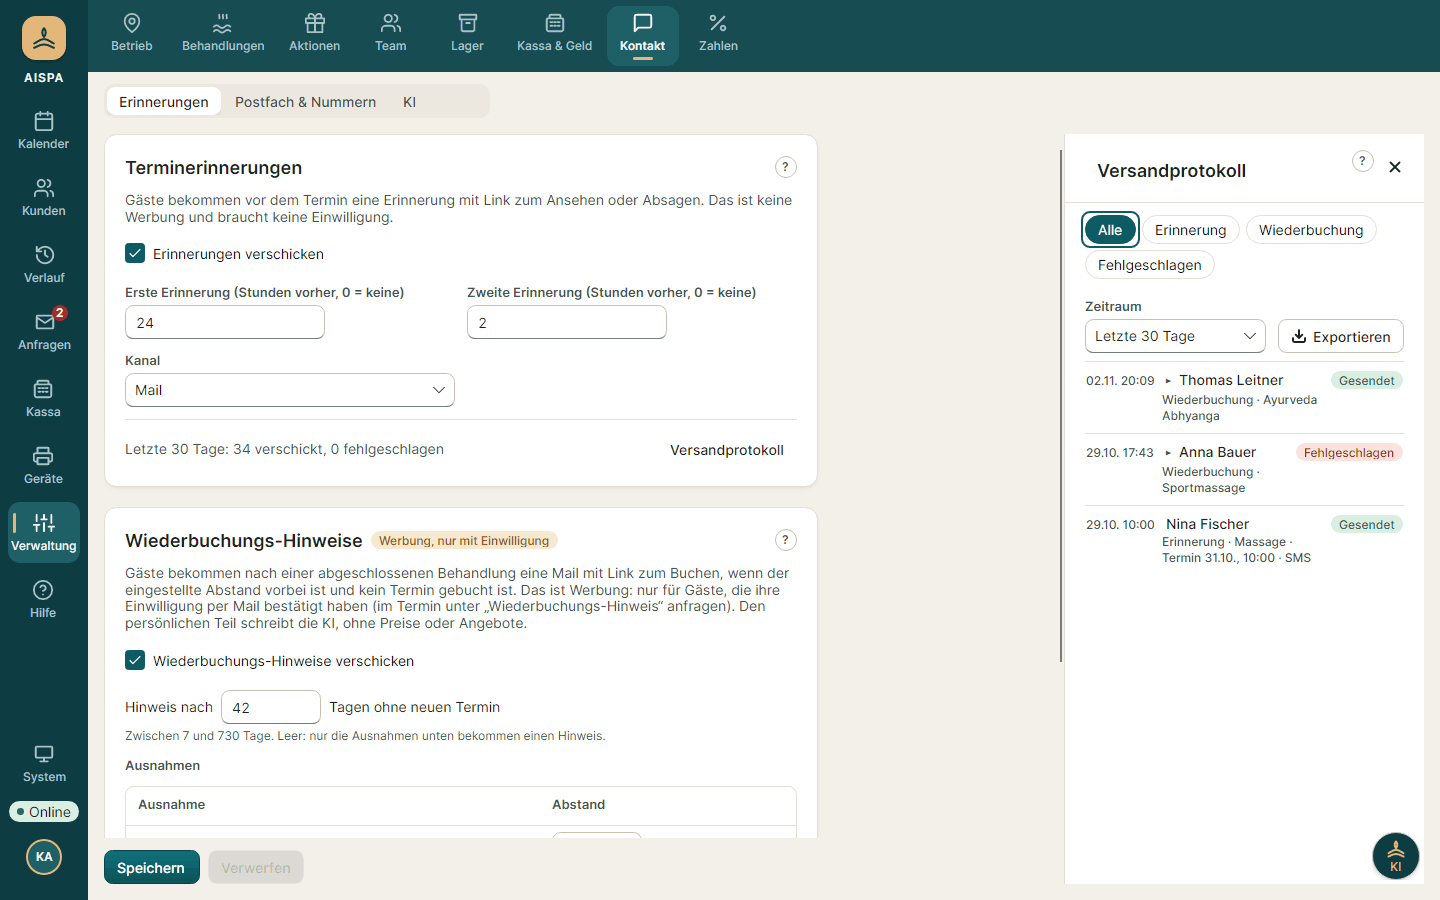 AISPA
Kalender
Kunden
Verlauf
Anfragen
2
Kassa
Geräte
Verwaltung
Hilfe
System
Online
KA
Betrieb
Behandlungen
Aktionen
Team
Lager
Kassa & Geld
Kontakt
Zahlen
Erinnerungen
Postfach & Nummern
KI
Terminerinnerungen
?
Gäste bekommen vor dem Termin eine Erinnerung mit Link zum Ansehen oder Absagen. Das ist keine
Werbung und braucht keine Einwilligung.
Erinnerungen verschicken
Erste Erinnerung (Stunden vorher, 0 = keine)
Zweite Erinnerung (Stunden vorher, 0 = keine)
24
2
Kanal
Mail
Letzte 30 Tage: 34 verschickt, 0 fehlgeschlagen
Versandprotokoll
Wiederbuchungs-Hinweise
Werbung, nur mit Einwilligung
?
Gäste bekommen nach einer abgeschlossenen Behandlung eine Mail mit Link zum Buchen, wenn der
eingestellte Abstand vorbei ist und kein Termin gebucht ist. Das ist Werbung: nur für Gäste, die ihre
Einwilligung per Mail bestätigt haben (im Termin unter „Wiederbuchungs-Hinweis“ anfragen). Den
persönlichen Teil schreibt die KI, ohne Preise oder Angebote.
Wiederbuchungs-Hinweise verschicken
Hinweis nach 42 Tagen ohne neuen Termin
Zwischen 7 und 730 Tage. Leer: nur die Ausnahmen unten bekommen einen Hinweis.
Ausnahmen
Ausnahme
Abstand
Speichern
Verwerfen
Versandprotokoll
?
Alle
Erinnerung
Wiederbuchung
Fehlgeschlagen
Zeitraum
Letzte 30 Tage
Exportieren
02.11. 20:09 ▸ Thomas Leitner Gesendet
Wiederbuchung · Ayurveda
Abhyanga
29.10. 17:43 ▸ Anna Bauer Fehlgeschlagen
Wiederbuchung ·
Sportmassage
29.10. 10:00 Nina Fischer Gesendet
Erinnerung · Massage ·
Termin 31.10., 10:00 · SMS
KI